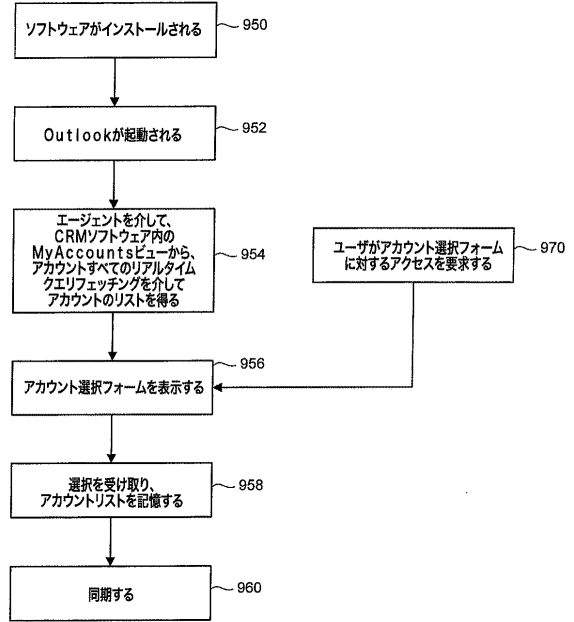 ソフトウェアがインストールされる
950
Outlookが起動される
952
エージェントを介して、
CRMソフトウェア内の
MyAccountsビューから、
アカウントすべてのリアルタイム
クエリフェッチングを介して
アカウントのリストを得る
954
ユーザがアカウント選択フォーム
に対するアクセスを要求する
970
アカウント選択フォームを表示する
956
選択を受け取り、
アカウントリストを記憶する
958
同期する
960